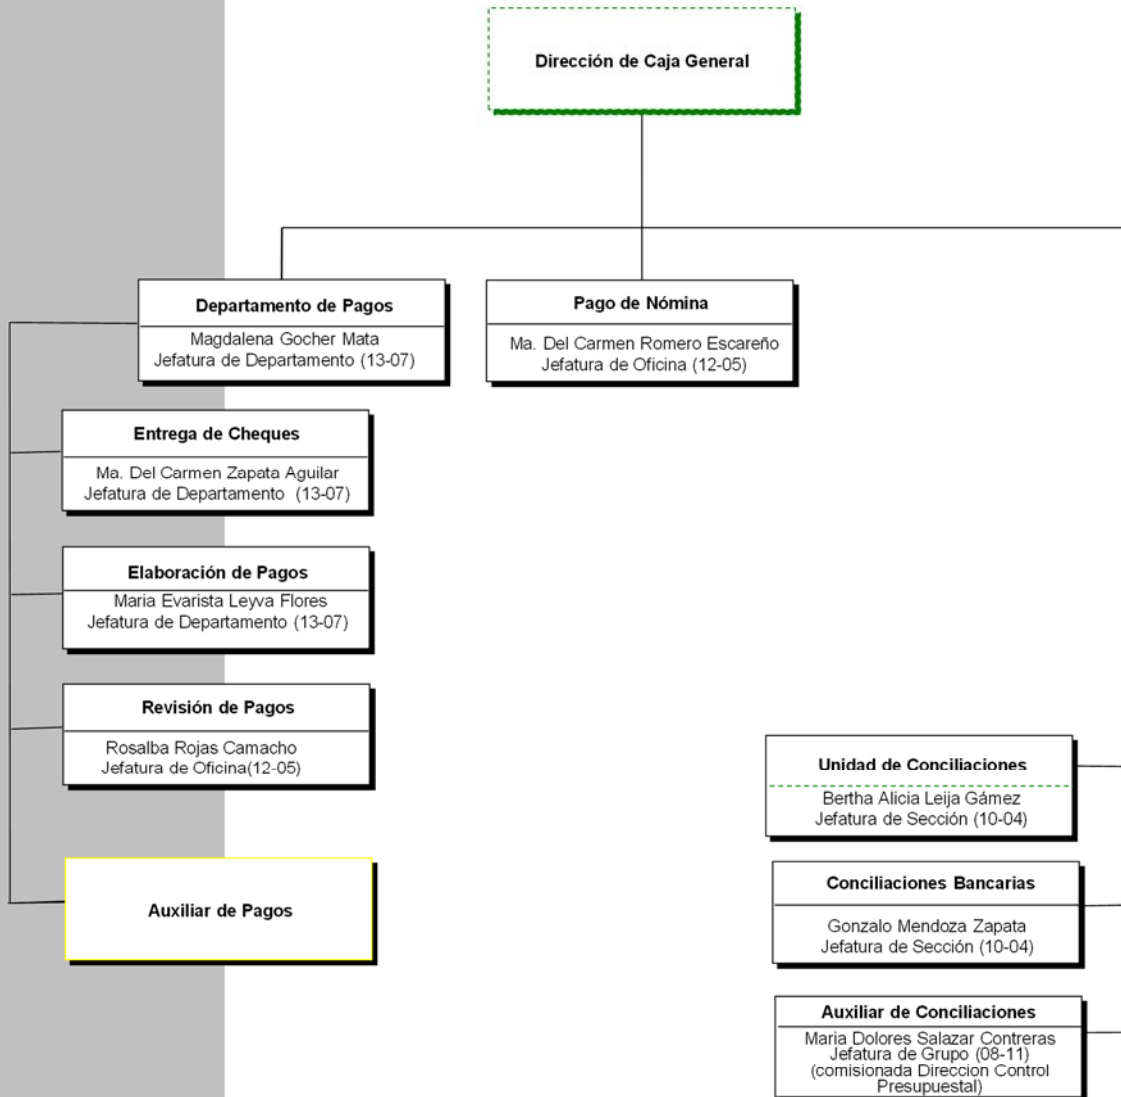 Dirección de Caja General
Departamento de Pagos
Magdalena Gocher Mata
Jefatura de Departamento (13-07)
Pago de Nómina
Ma. Del Carmen Romero Escareño
Jefatura de Oficina (12-05)
Entrega de Cheques
Ma. Del Carmen Zapata Aguilar
Jefatura de Departamento (13-07)
Elaboración de Pagos
Maria Evarista Leyva Flores
Jefatura de Departamento (13-07)
Revisión de Pagos
Rosalba Rojas Camacho
Jefatura de Oficina(12-05)
Auxiliar de Pagos
Unidad de Conciliaciones
Bertha Alicia Leija Gámez
Jefatura de Sección (10-04)
Conciliaciones Bancarias
Gonzalo Mendoza Zapata
Jefatura de Sección (10-04)
Auxiliar de Conciliaciones
Maria Dolores Salazar Contreras
Jefatura de Grupo (08-11)
(comisionada Direccion Control
Presupuestal)